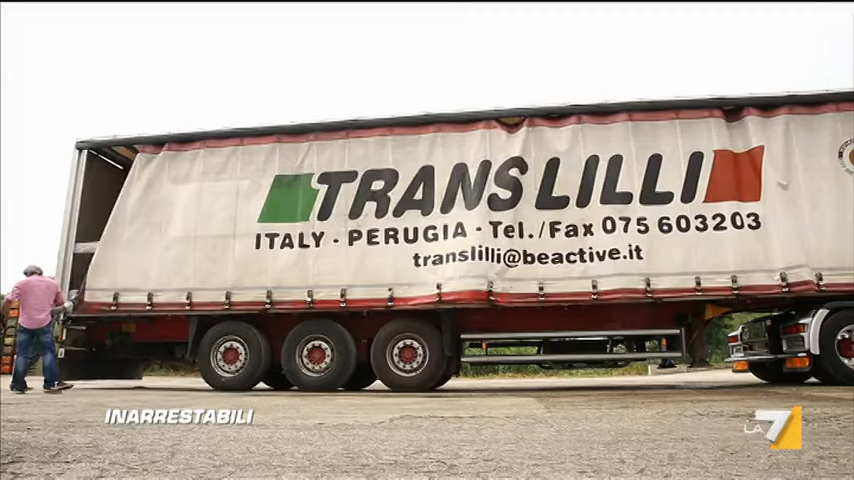 TRANSLILLI
ITALY - PERUGIA - Tel./Fax 075 603203
translilli@beactive.it
INARRESTABILI
LA7